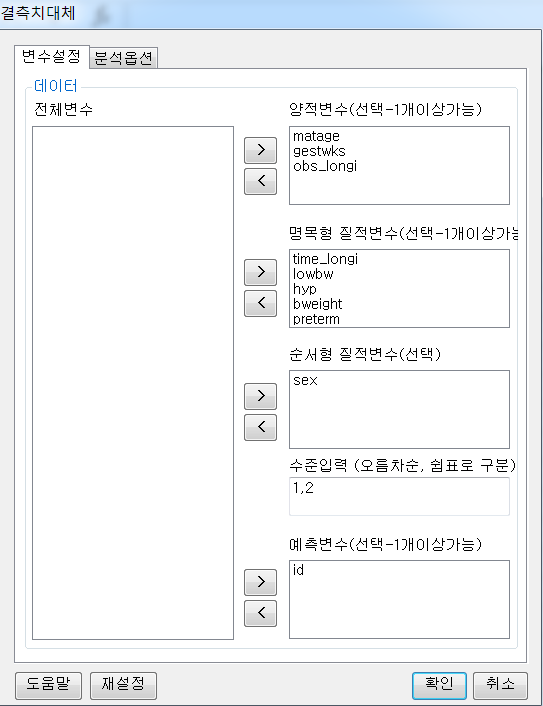 결측치대체
변수설정
분석옵션
데이터
전체변수
양적변수(선택-1개이상가능)
matage
gestwks
obs_longi
>
<
명목형 질적변수(선택-1개이상가능
time_longi
lowbw
hyp
bweight
preterm
>
<
순서형 질적변수(선택)
sex
>
<
수준입력 (오름차순, 쉼표로 구분)
1,2
예측변수(선택-1개이상가능)
id
>
<
도움말
재설정
확인
취소